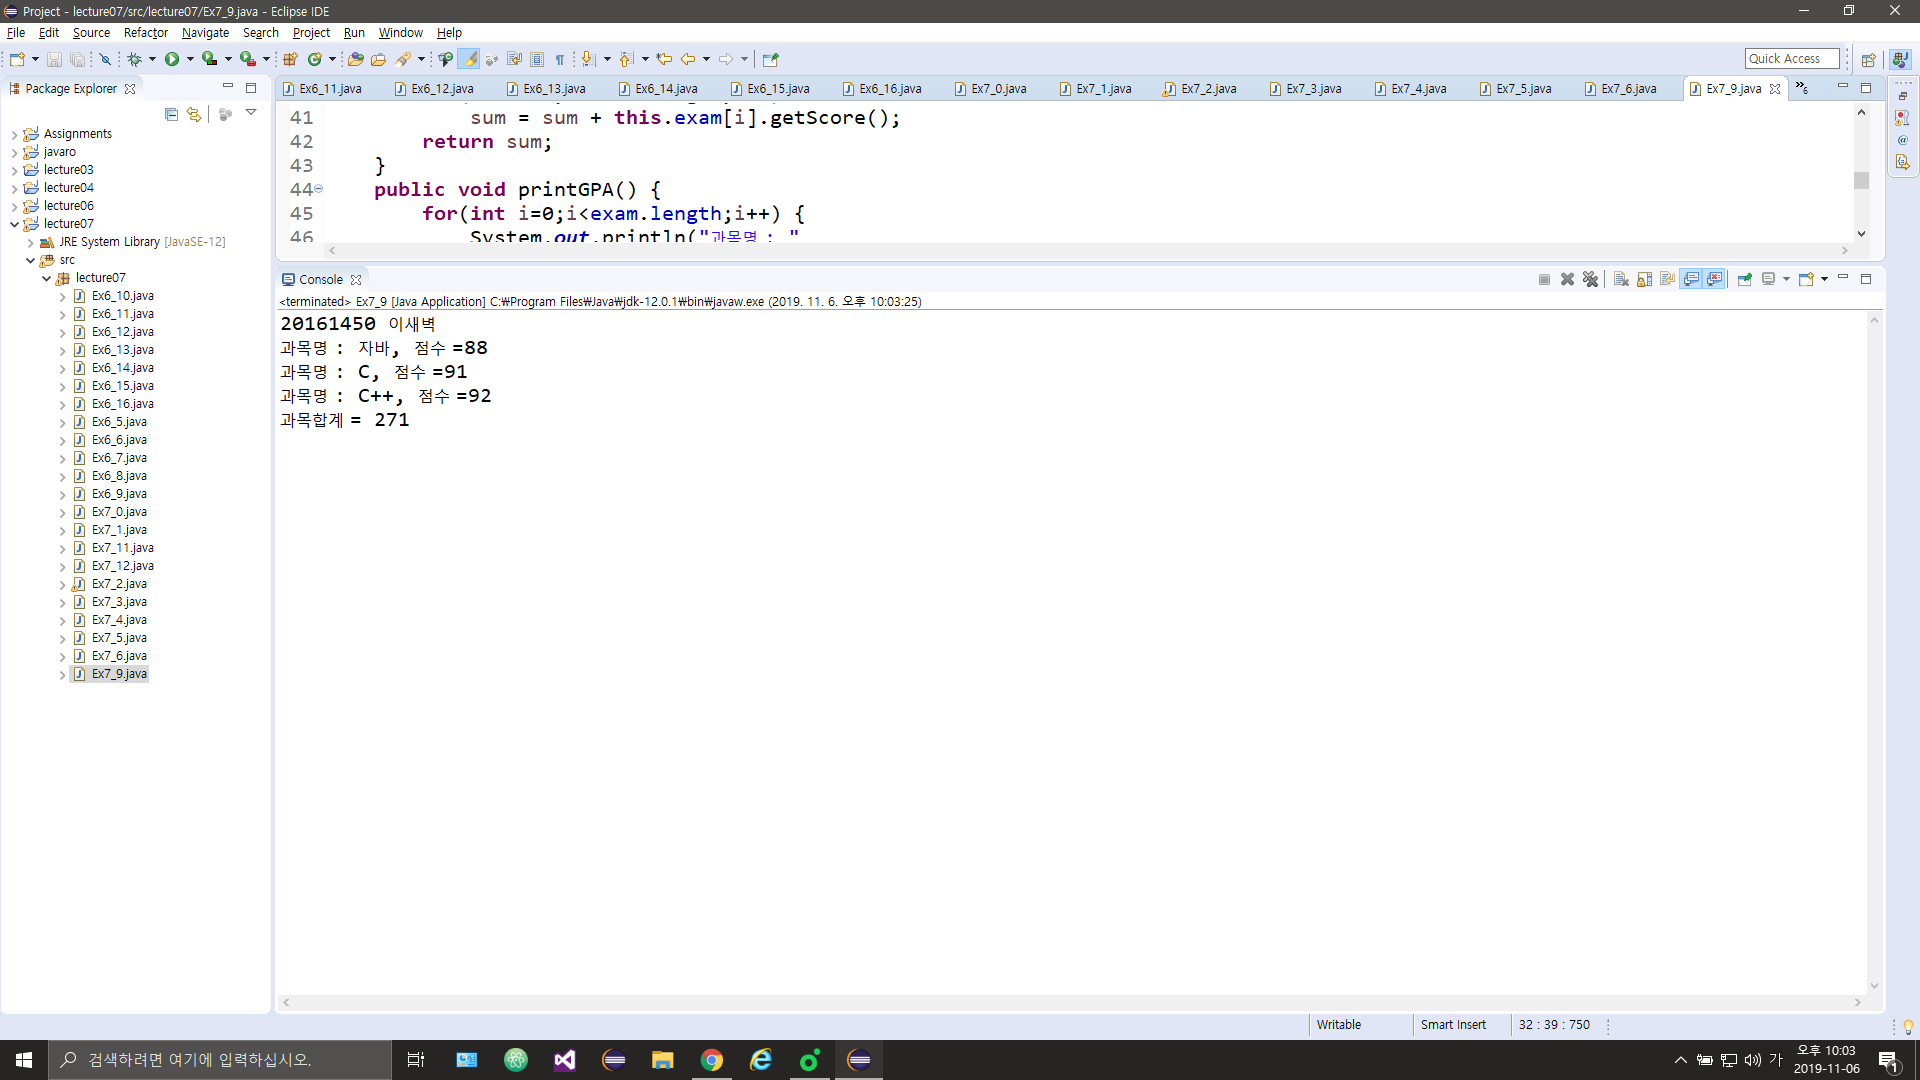 Project - lecture07/src/lecture07/Ex7_9.java - Eclipse IDE
File Edit Source Refactor Navigate Search Project Run Window Help
Quick Access
Package Explorer
Assignments
javaro
lecture03
lecture04
lecture06
lecture07
JRE System Library [JavaSE-12]
src
lecture07
Ex6_10.java
Ex6_11.java
Ex6_12.java
Ex6_13.java
Ex6_14.java
Ex6_15.java
Ex6_16.java
Ex6_5.java
Ex6_6.java
Ex6_7.java
Ex6_8.java
Ex6_9.java
Ex7_0.java
Ex7_1.java
Ex7_11.java
Ex7_12.java
Ex7_2.java
Ex7_3.java
Ex7_4.java
Ex7_5.java
Ex7_6.java
Ex7_9.java
Ex6_11.java Ex6_12.java Ex6_13.java Ex6_14.java Ex6_15.java Ex6_16.java Ex7_0.java Ex7_1.java Ex7_2.java Ex7_3.java Ex7_4.java Ex7_5.java Ex7_6.java Ex7_9.java »6
41 sum = sum + this.exam[i].getScore();
42 return sum;
43 }
44 public void printGPA() {
45 for(int i=0;i<exam.length;i++) {
46 System.out.println("과목명 : "
Console
<terminated> Ex7_9 [Java Application] C:₩Program Files₩Java₩jdk-12.0.1₩bin₩javaw.exe (2019. 11. 6. 오후 10:03:25)
20161450 이새벽
과목명 : 자바, 점수 =88
과목명 : C, 점수 =91
과목명 : C++, 점수 =92
과목합계 = 271
Writable Smart Insert 32 : 39 : 750
검색하려면 여기에 입력하십시오.
가
오후 10:03
2019-11-06
1